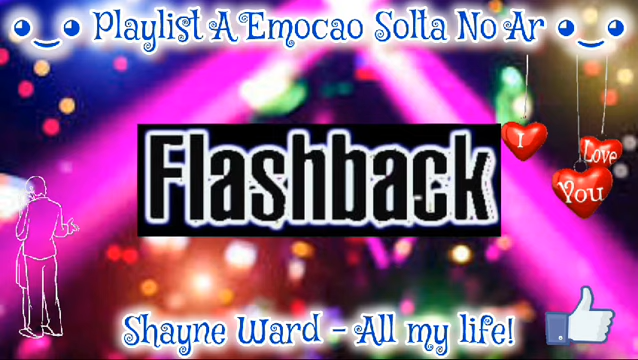 Playlist A Emocao Solta No Ar
Flashback
I
Love
You
Shayne Ward - All my life!